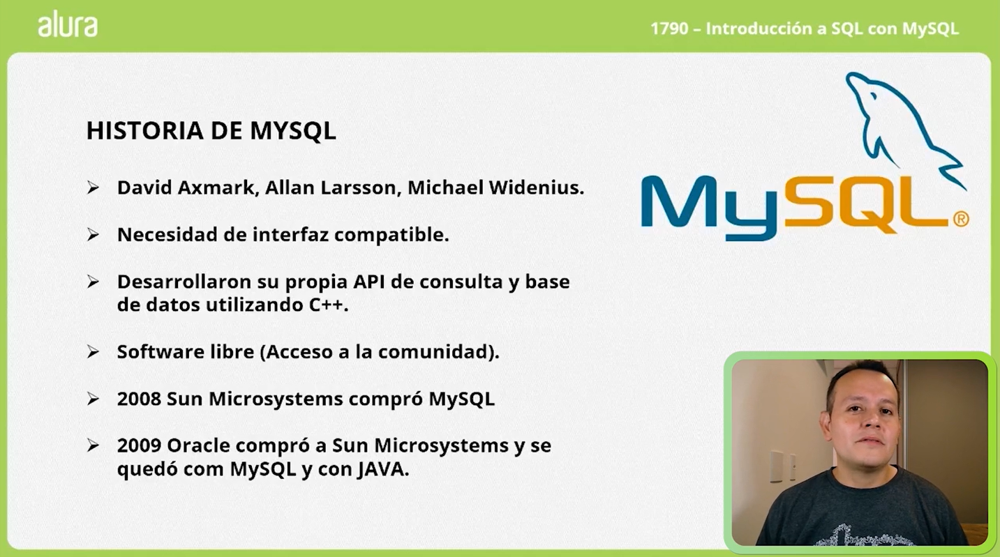 alura
1790 – Introducción a SQL con MySQL
HISTORIA DE MYSQL
MySQL®
➢ David Axmark, Allan Larsson, Michael Widenius.
➢ Necesidad de interfaz compatible.
➢ Desarrollaron su propia API de consulta y base
de datos utilizando C++.
➢ Software libre (Acceso a la comunidad).
➢ 2008 Sun Microsystems compró MySQL
➢ 2009 Oracle compró a Sun Microsystems y se
quedó com MySQL y con JAVA.